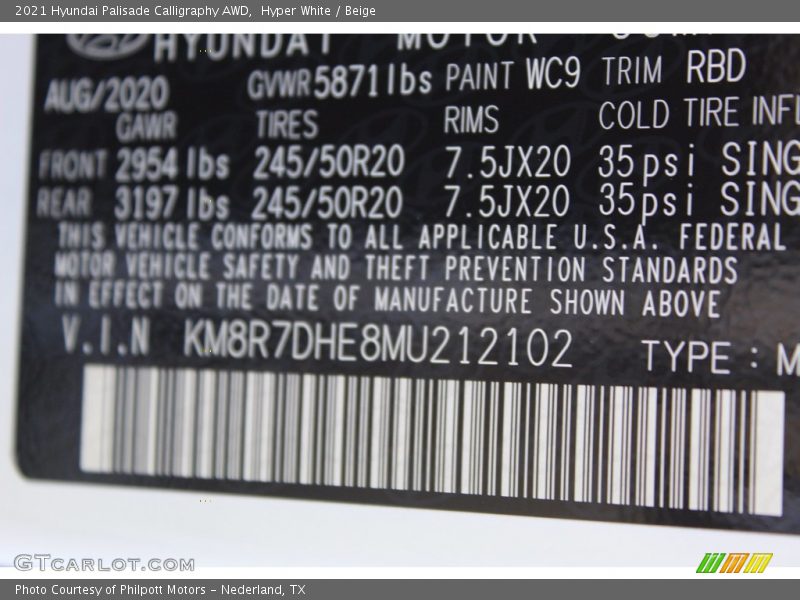 2021 Hyundai Palisade Calligraphy AWD,  Hyper White / Beige
HYUNDAI MOTOR
AUG/2020 GVWR 5871lbs PAINT WC9 TRIM RBD
GAWR TIRES RIMS COLD TIRE INFL
FRONT 2954 lbs 245/50R20 7.5JX20 35psi SING
REAR 3197 lbs 245/50R20 7.5JX20 35psi SING
THIS VEHICLE CONFORMS TO ALL APPLICABLE U.S.A. FEDERAL
MOTOR VEHICLE SAFETY AND THEFT PREVENTION STANDARDS
IN EFFECT ON THE DATE OF MANUFACTURE SHOWN ABOVE
V.I.N KM8R7DHE8MU212102 TYPE : M
GTCARLOT.COM
Photo Courtesy of Philpott Motors - Nederland, TX